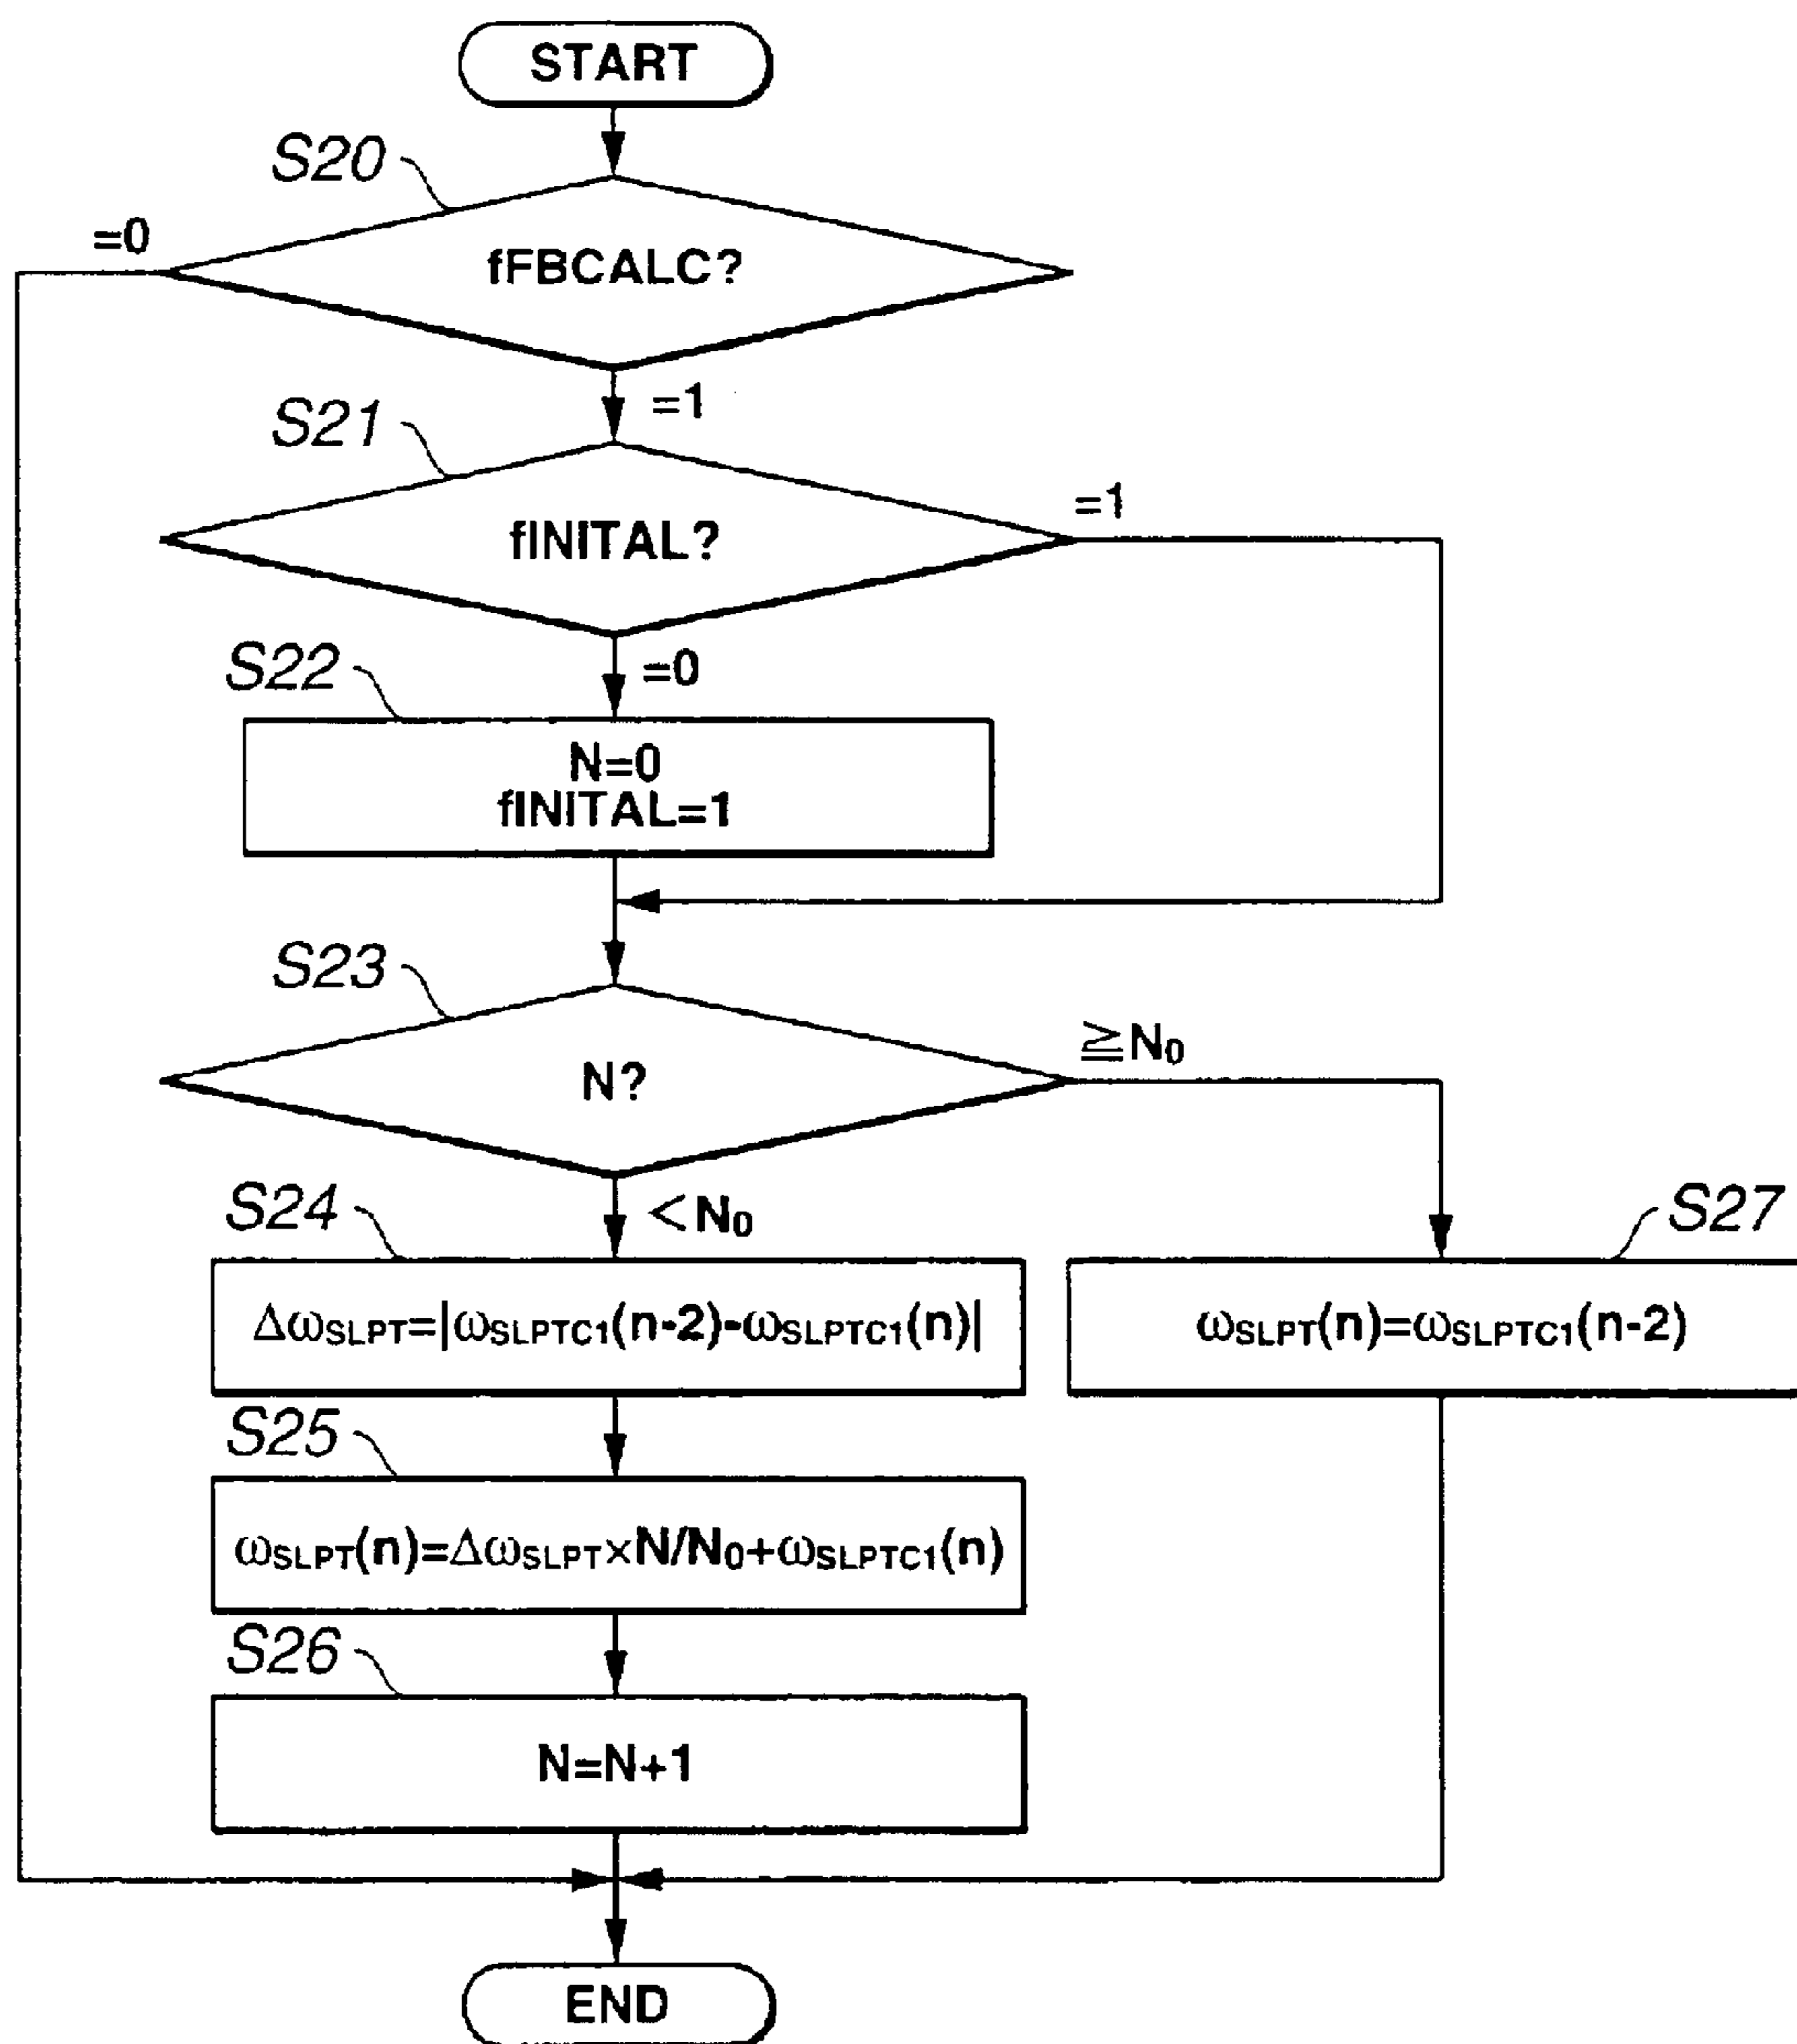 START
S20
=0
fFBCALC?
=1
S21
fINITAL?
=1
=0
S22
N=0
fINITAL=1
S23
N?
≧N₀
<N₀
S24
ΔωSLPT=|ωSLPTC1(n-2)-ωSLPTC1(n)|
S27
ωSLPT(n)=ωSLPTC1(n-2)
S25
ωSLPT(n)=ΔωSLPT×N/N₀+ωSLPTC1(n)
S26
N=N+1
END